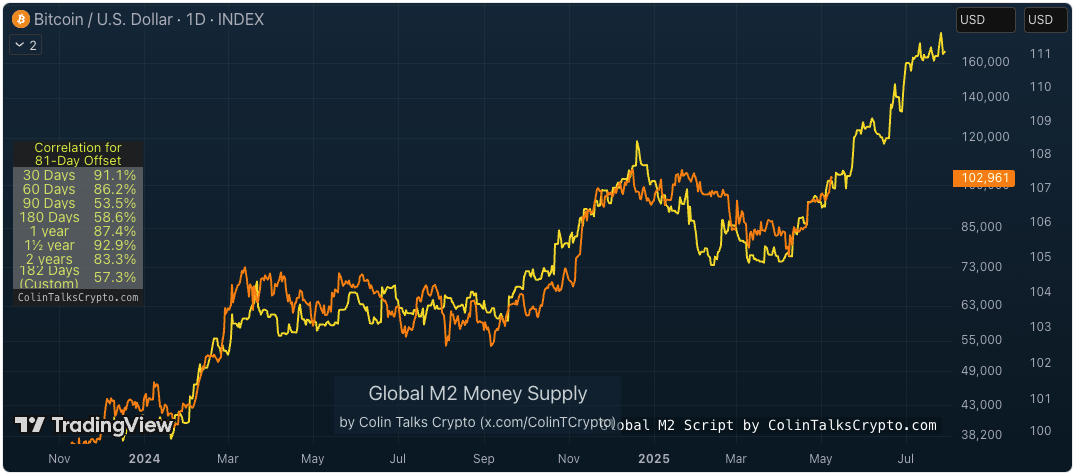 Bitcoin / U.S. Dollar · 1D · INDEX
2
USD
USD
160,000
140,000
120,000
102,961
85,000
73,000
63,000
55,000
49,000
43,000
38,200
111
110
109
108
107
106
105
104
103
102
101
100
Correlation for
81-Day Offset
30 Days 91.1%
60 Days 86.2%
90 Days 53.5%
180 Days 58.6%
1 year 87.4%
1½ year 92.9%
2 years 83.3%
182 Days
(Custom) 57.3%
ColinTalksCrypto.com
Global M2 Money Supply
by Colin Talks Crypto (x.com/ColinTCrypto)
Global M2 Script by ColinTalksCrypto.com
TradingView
Nov 2024 Mar May Jul Sep Nov 2025 Mar May Jul